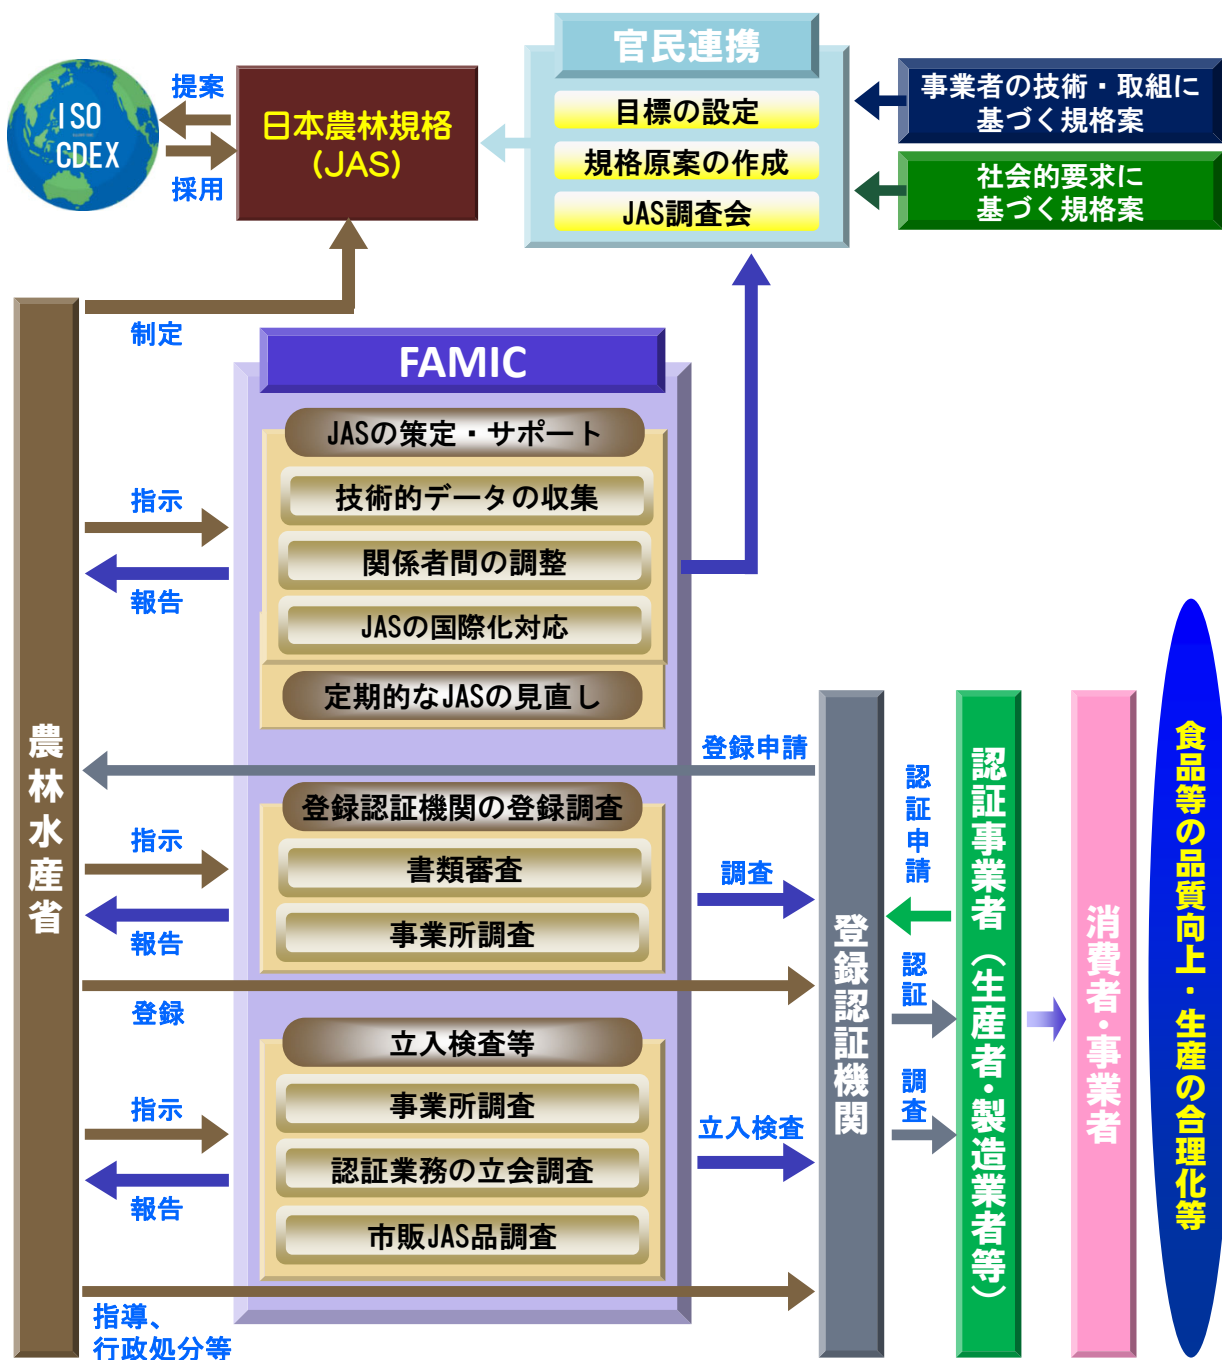 官民連携
目標の設定
規格原案の作成
JAS調査会
事業者の技術・取組に
基づく規格案
社会的要求に
基づく規格案
ISO
CDEX
提案
採用
日本農林規格
(JAS)
制定
農林水産省
FAMIC
JASの策定・サポート
技術的データの収集
関係者間の調整
JASの国際化対応
定期的なJASの見直し
指示
報告
登録申請
登録認証機関の登録調査
書類審査
事業所調査
指示
報告
調査
登録
立入検査等
事業所調査
認証業務の立会調査
市販JAS品調査
指示
報告
立入検査
指導、
行政処分等
登録認証機関
認証申請
認証
調査
認証事業者（生産者・製造業者等）
消費者・事業者
食品等の品質向上・生産の合理化等